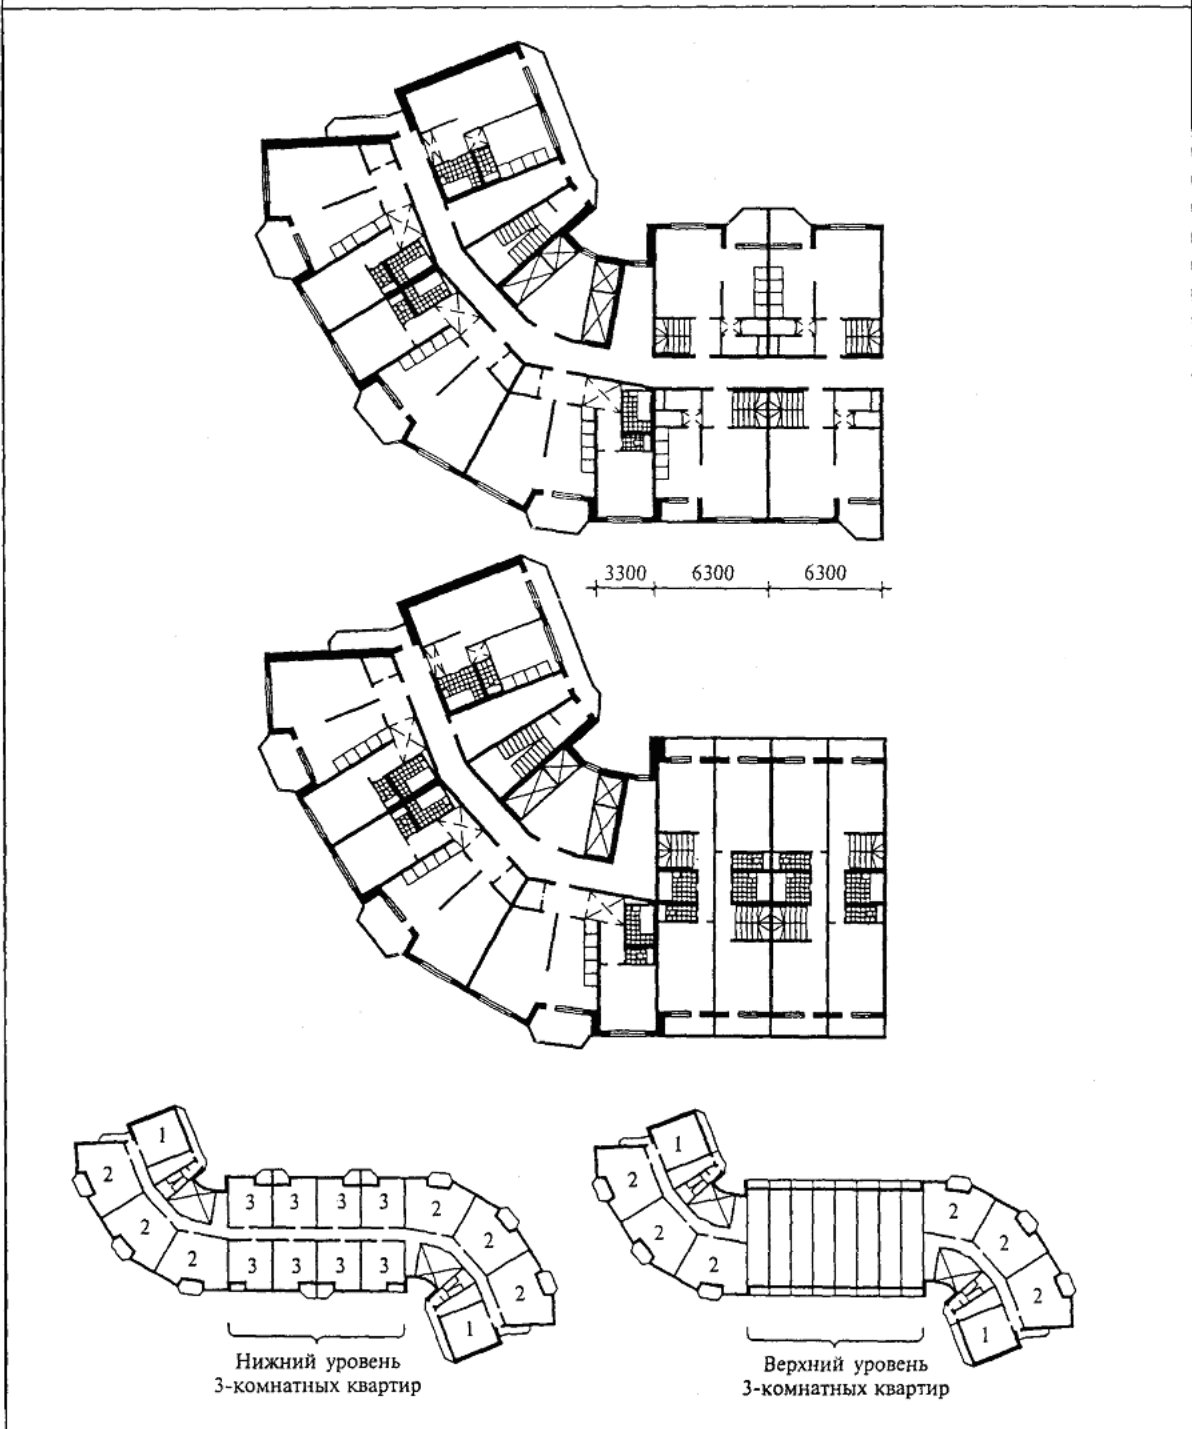 3300 6300 6300
1 1
2 3 3 3 3 2 2 2
2 2 2 2
2 3 3 3 3 2 2 2
1 1
Нижний уровень Верхний уровень
3-комнатных квартир 3-комнатных квартир